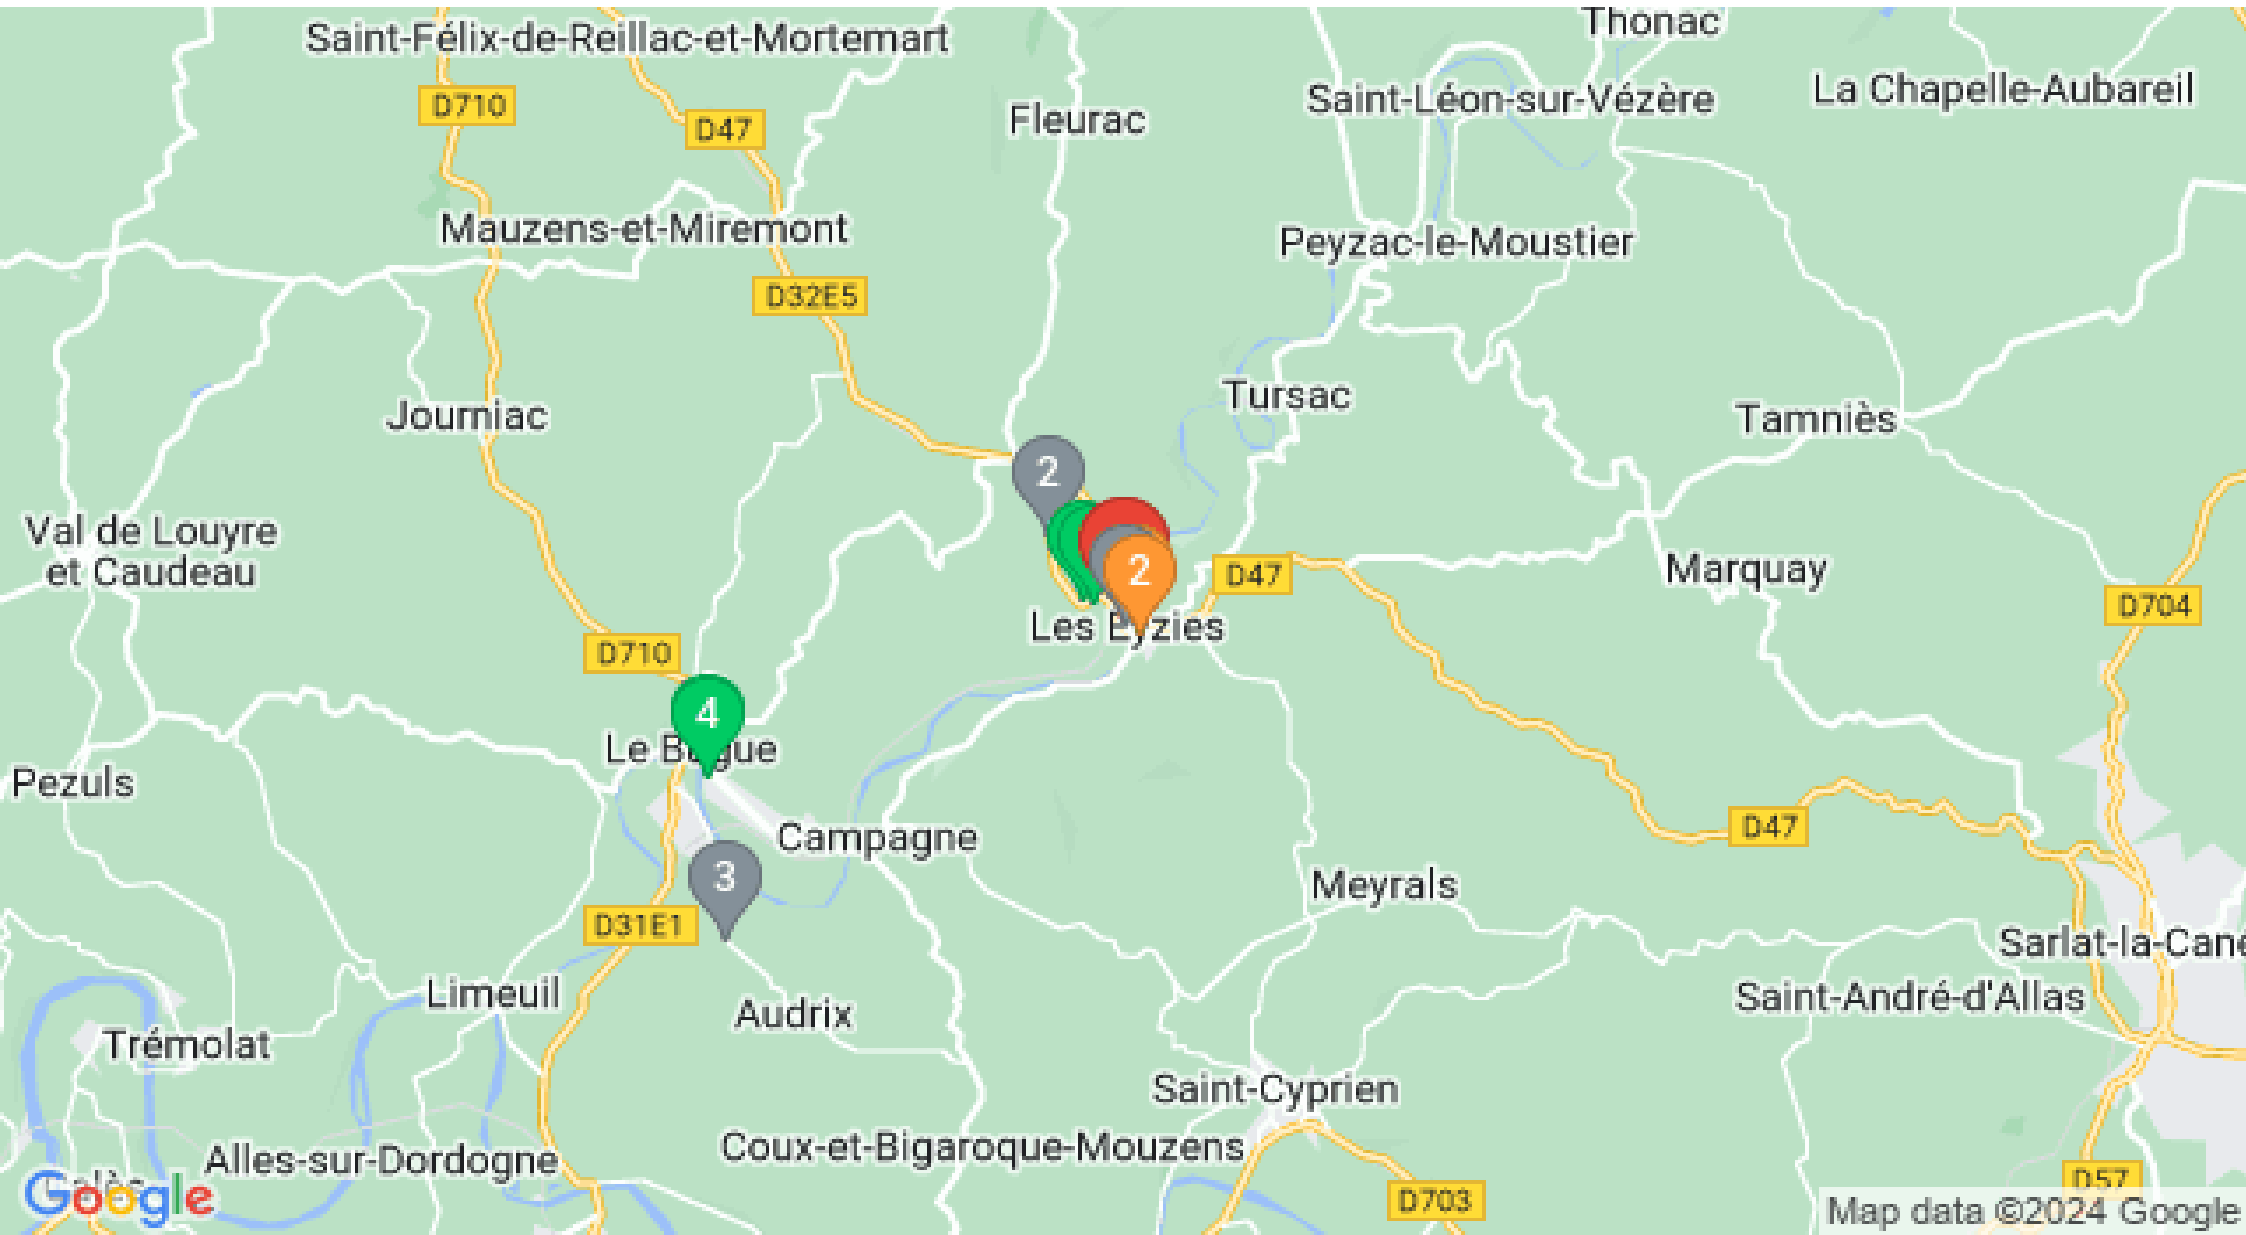 Thonac
Saint-Félix-de-Reillac-et-Mortemart
La Chapelle-Aubareil
D710
Saint-Léon-sur-Vézère
Fleurac
D47
Mauzens-et-Miremont
Peyzac-le-Moustier
D32E5
Tursac
Journiac
Tamniès
2
Val de Louyre
et Caudeau
2
Marquay
D47
D704
Les Eyzies
D710
4
Le Bugue
Pezuls
D47
Campagne
3
Meyrals
D31E1
Sarlat-la-Cané
Limeuil
Saint-André-d'Allas
Audrix
Trémolat
Saint-Cyprien
Coux-et-Bigaroque-Mouzens
Alles-sur-Dordogne
D57
Google
D703
Map data ©2024 Google